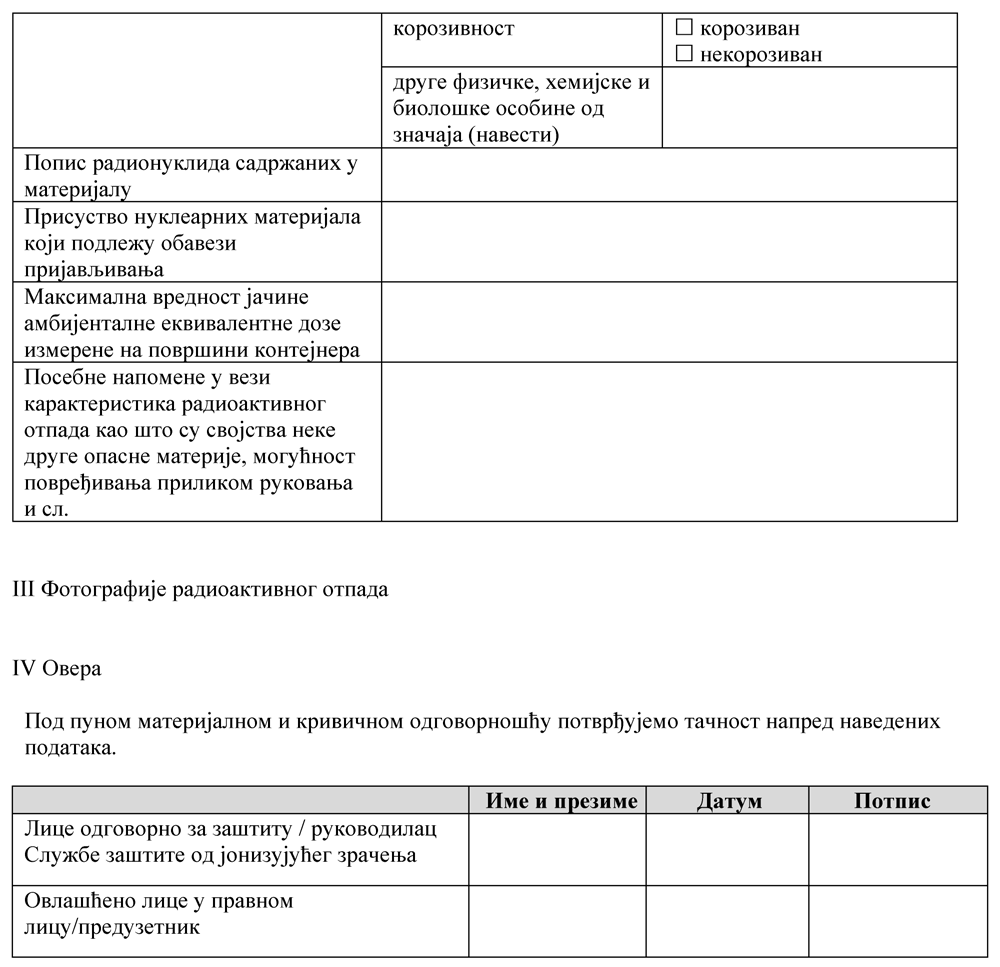 корозивност
☐ корозиван
☐ некорозиван
друге физичке, хемијске и
биолошке особине од
значаја (навести)
Попис радионуклида садржаних у
материјалу
Присуство нуклеарних материјала
који подлежу обавези
пријављивања
Максимална вредност јачине
амбијенталне еквивалентне дозе
измерене на површини контејнера
Посебне напомене у вези
карактеристика радиоактивног
отпада као што су својства неке
друге опасне материје, могућност
повређивања приликом руковања
и сл.
III Фотографије радиоактивног отпада
IV Овера
Под пуном материјалном и кривичном одговорношћу потврђујемо тачност напред наведених
података.
Име и презиме Датум Потпис
Лице одговорно за заштиту / руководилац
Службе заштите од јонизујућег зрачења
Овлашћено лице у правном
лицу/предузетник